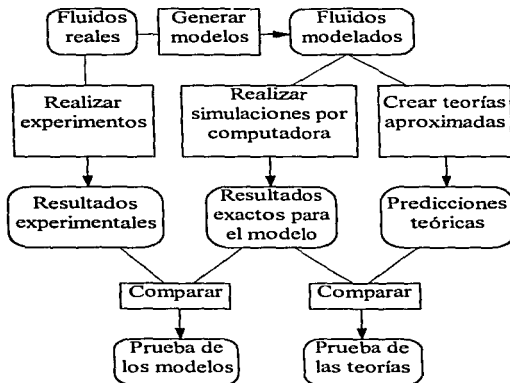 Fluidos
reales
Generar
modelos
Fluidos
modelados
Realizar
experimentos
Realizar
simulaciones por
computadora
Crear teorías
aproximadas
Resultados
experimentales
Resultados
exactos para
el modelo
Predicciones
teóricas
Comparar
Comparar
Prueba de
los modelos
Prueba de
las teorías